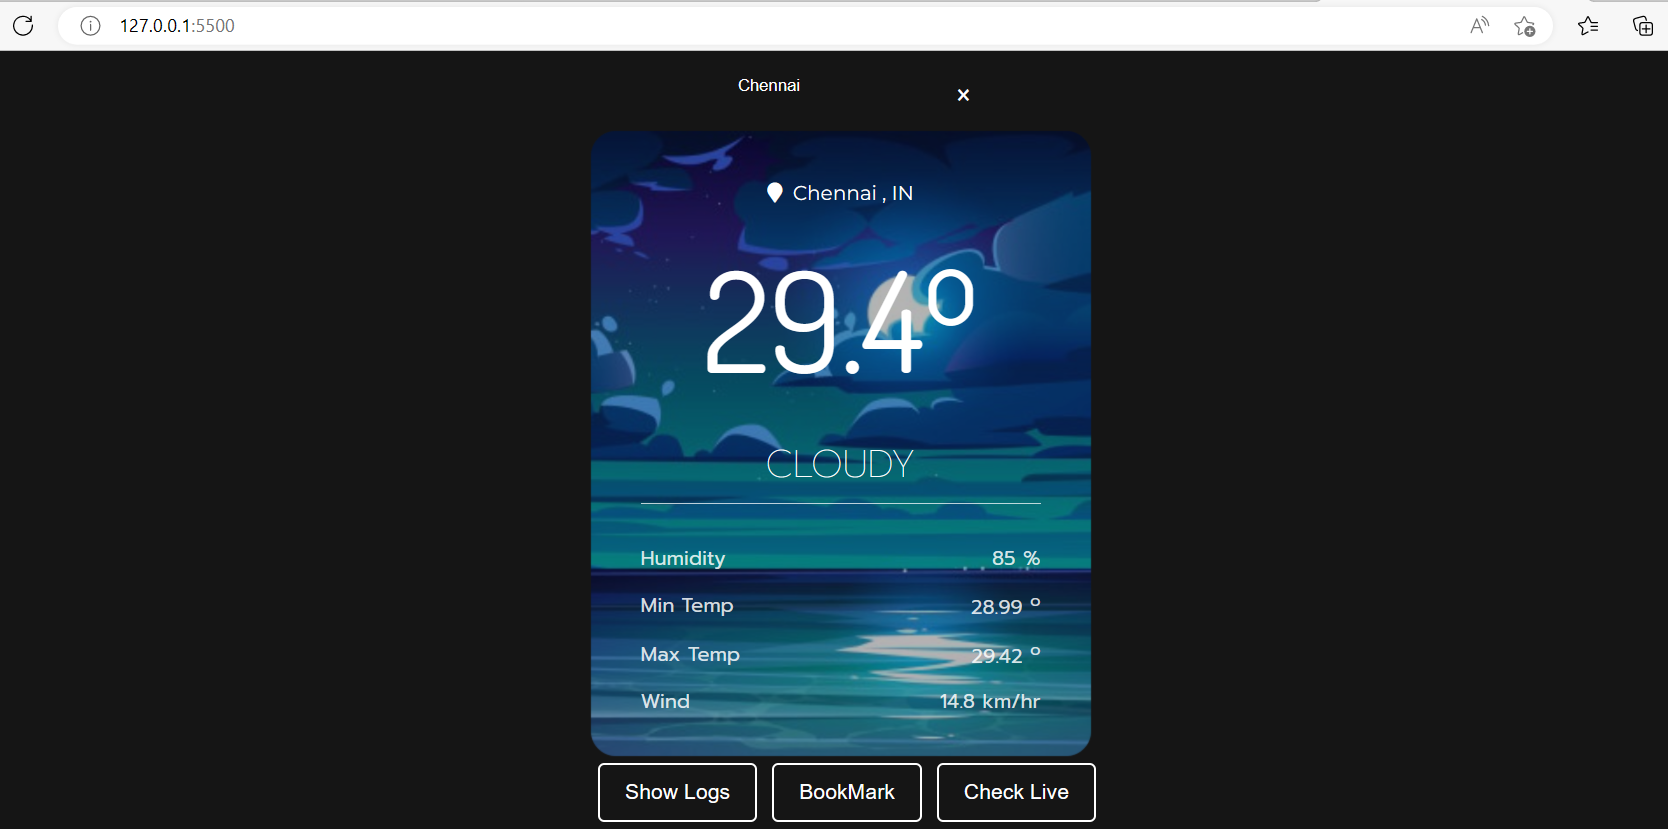 127.0.0.1:5500
Chennai
×
Chennai , IN
29.4°
CLOUDY
Humidity 85 %
Min Temp 28.99 °
Max Temp 29.42 °
Wind 14.8 km/hr
Show Logs BookMark Check Live